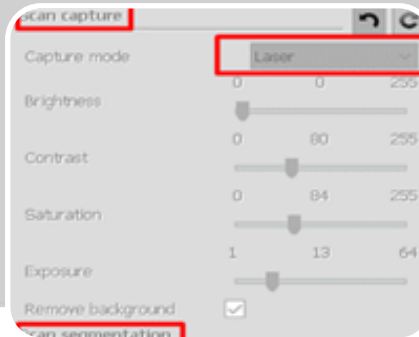 Scan capture
Capture mode Laser
0 0 255
Brightness
0 80 255
Contrast
0 84 255
Saturation
1 13 64
Exposure
Remove background
Scan segmentation